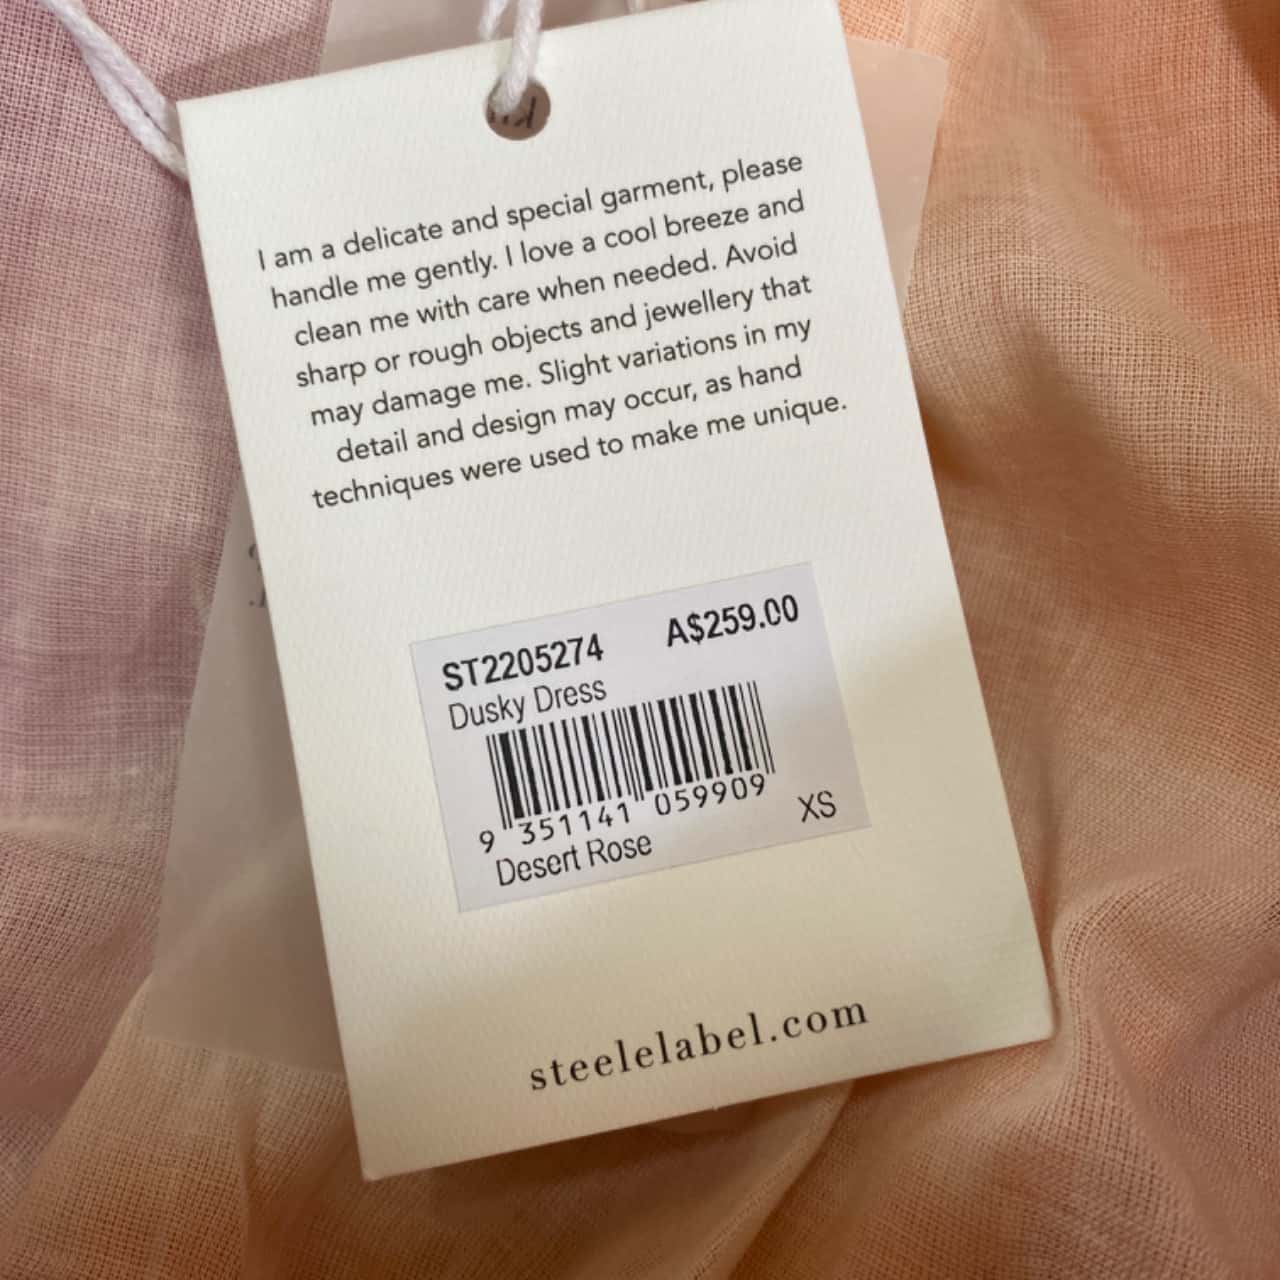 I am a delicate and special garment, please
handle me gently. I love a cool breeze and
clean me with care when needed. Avoid
sharp or rough objects and jewellery that
may damage me. Slight variations in my
detail and design may occur, as hand
techniques were used to make me unique.
ST2205274 A$259.00
Dusky Dress
9 351141 059909
XS
Desert Rose
steelelabel.com